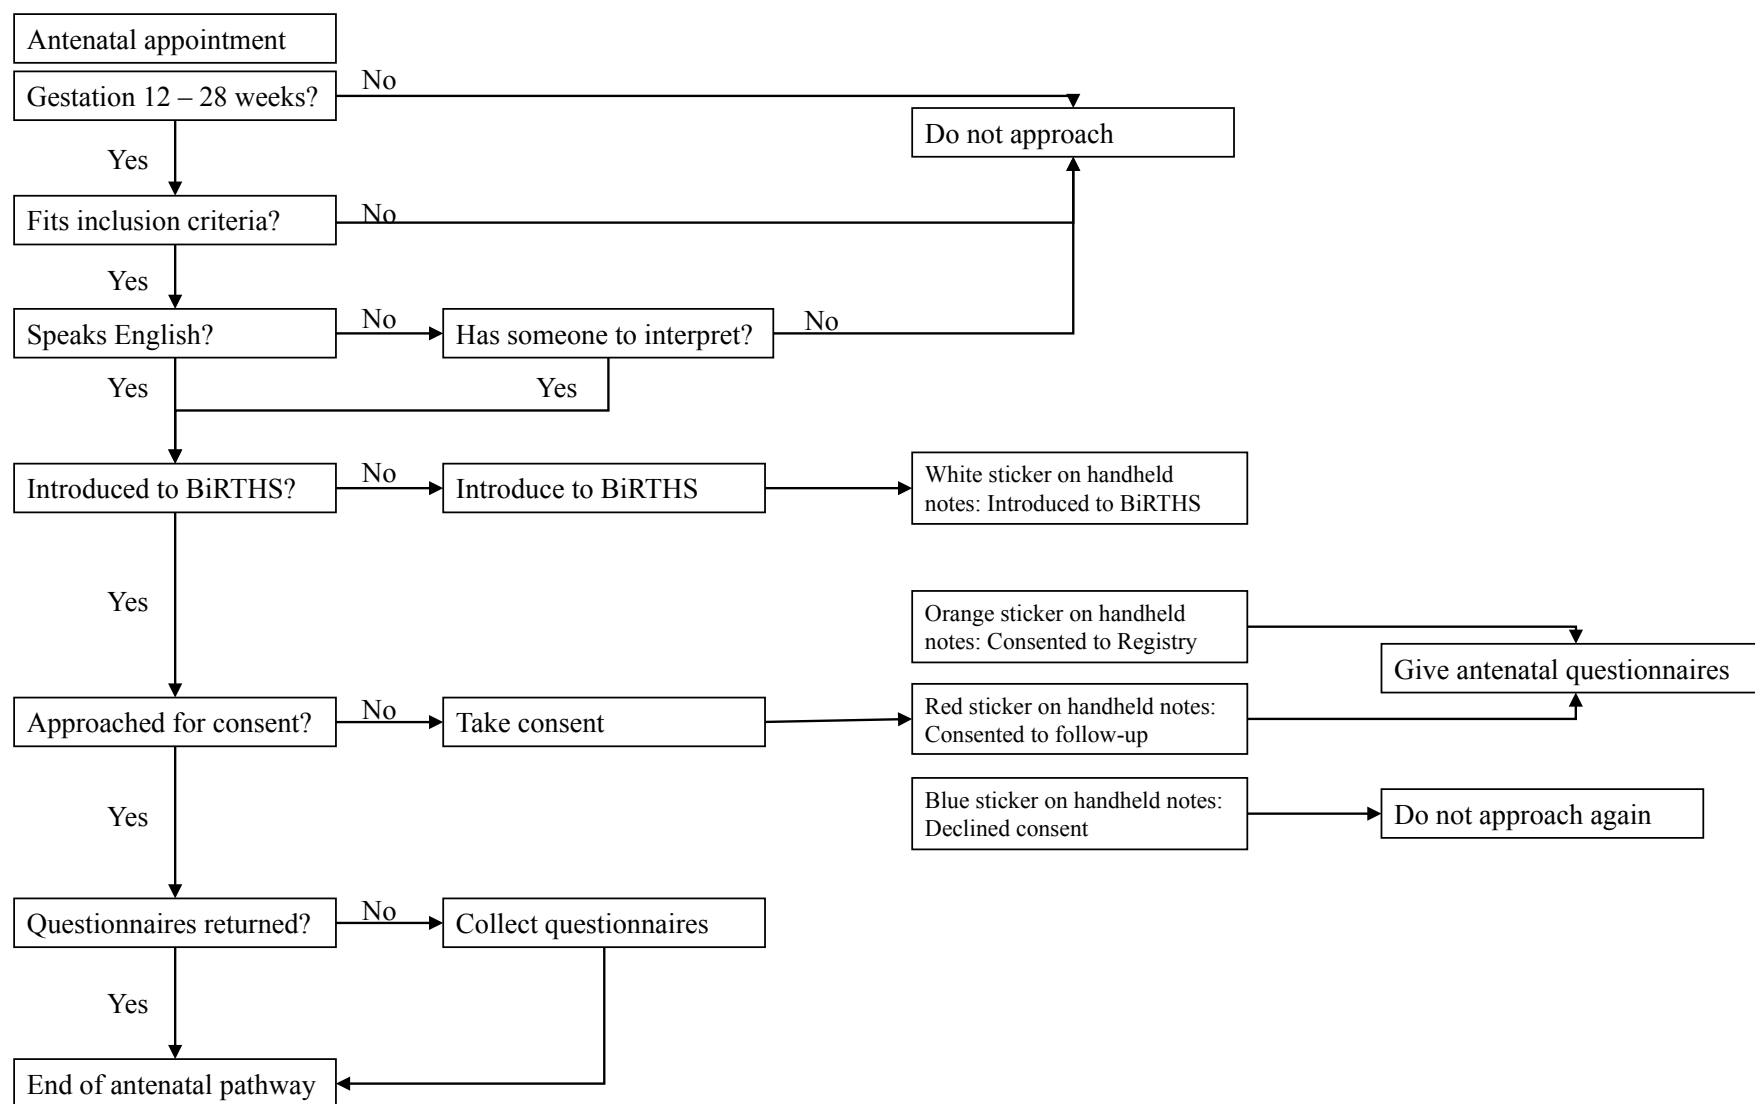 Antenatal appointment
Gestation 12 – 28 weeks?
No
Do not approach
Yes
Fits inclusion criteria?
No
Yes
Speaks English?
No
Has someone to interpret?
No
Yes
Yes
Introduced to BiRTHS?
No
Introduce to BiRTHS
White sticker on handheld
notes: Introduced to BiRTHS
Yes
Orange sticker on handheld
notes: Consented to Registry
Give antenatal questionnaires
Approached for consent?
No
Take consent
Red sticker on handheld notes:
Consented to follow-up
Blue sticker on handheld notes:
Declined consent
Do not approach again
Yes
Questionnaires returned?
No
Collect questionnaires
Yes
End of antenatal pathway